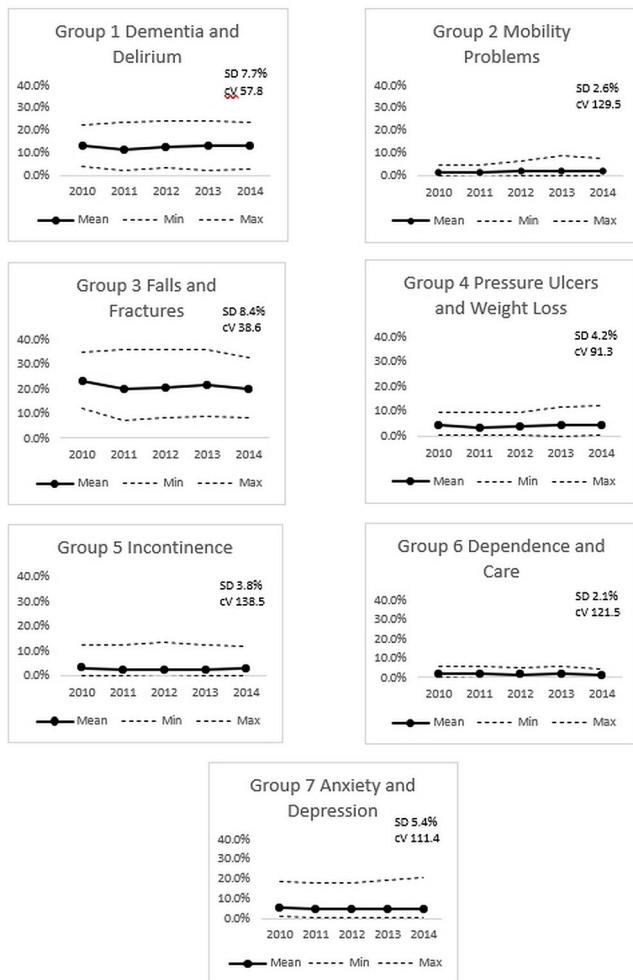 Group 1 Dementia and
Delirium
SD 7.7%
cV 57.8
40.0%
30.0%
20.0%
10.0%
0.0%
2010 2011 2012 2013 2014
Mean Min Max
Group 2 Mobility
Problems
SD 2.6%
cV 129.5
40.0%
30.0%
20.0%
10.0%
0.0%
2010 2011 2012 2013 2014
Mean Min Max
Group 3 Falls and
Fractures
SD 8.4%
cV 38.6
40.0%
30.0%
20.0%
10.0%
0.0%
2010 2011 2012 2013 2014
Mean Min Max
Group 4 Pressure Ulcers
and Weight Loss
SD 4.2%
cV 91.3
40.0%
30.0%
20.0%
10.0%
0.0%
2010 2011 2012 2013 2014
Mean Min Max
Group 5 Incontinence
SD 3.8%
cV 138.5
40.0%
30.0%
20.0%
10.0%
0.0%
2010 2011 2012 2013 2014
Mean Min Max
Group 6 Dependence and
Care
SD 2.1%
cV 121.5
40.0%
30.0%
20.0%
10.0%
0.0%
2010 2011 2012 2013 2014
Mean Min Max
Group 7 Anxiety and
Depression
SD 5.4%
cV 111.4
40.0%
30.0%
20.0%
10.0%
0.0%
2010 2011 2012 2013 2014
Mean Min Max